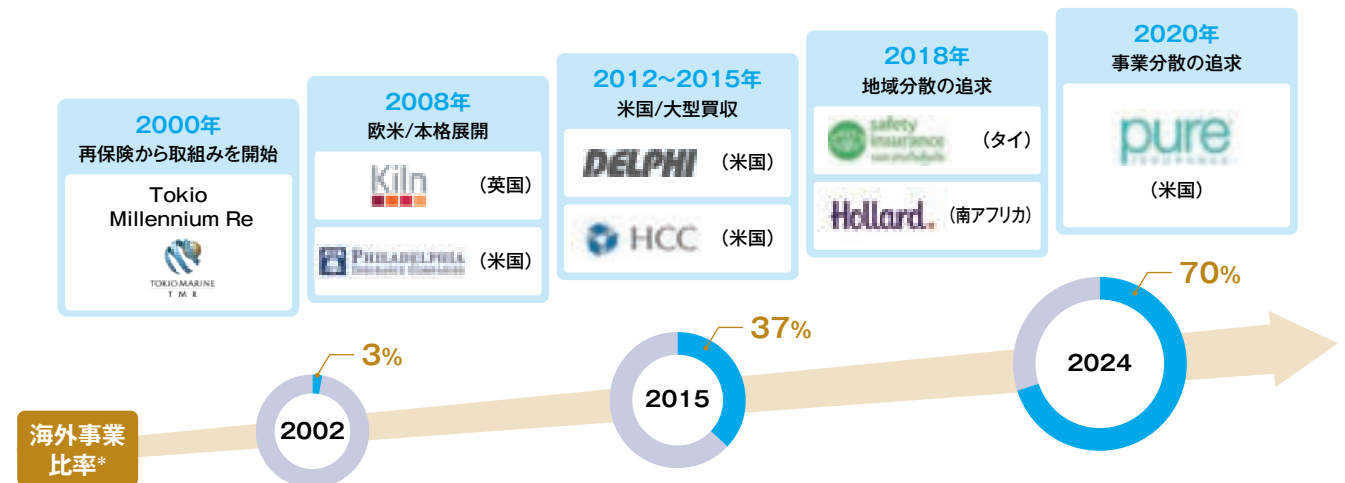 2000年
再保険から取組みを開始
Tokio
Millennium Re
TOKIO MARINE
T M R
2008年
欧米/本格展開
Kiln
（英国）
PHILADELPHIA
INSURANCE COMPANIES
（米国）
2012～2015年
米国/大型買収
DELPHI
（米国）
HCC
（米国）
2018年
地域分散の追求
safety
insurance
（タイ）
Hollard.
（南アフリカ）
2020年
事業分散の追求
pure
INSURANCE
（米国）
海外事業
比率*
3%
2002
37%
2015
70%
2024